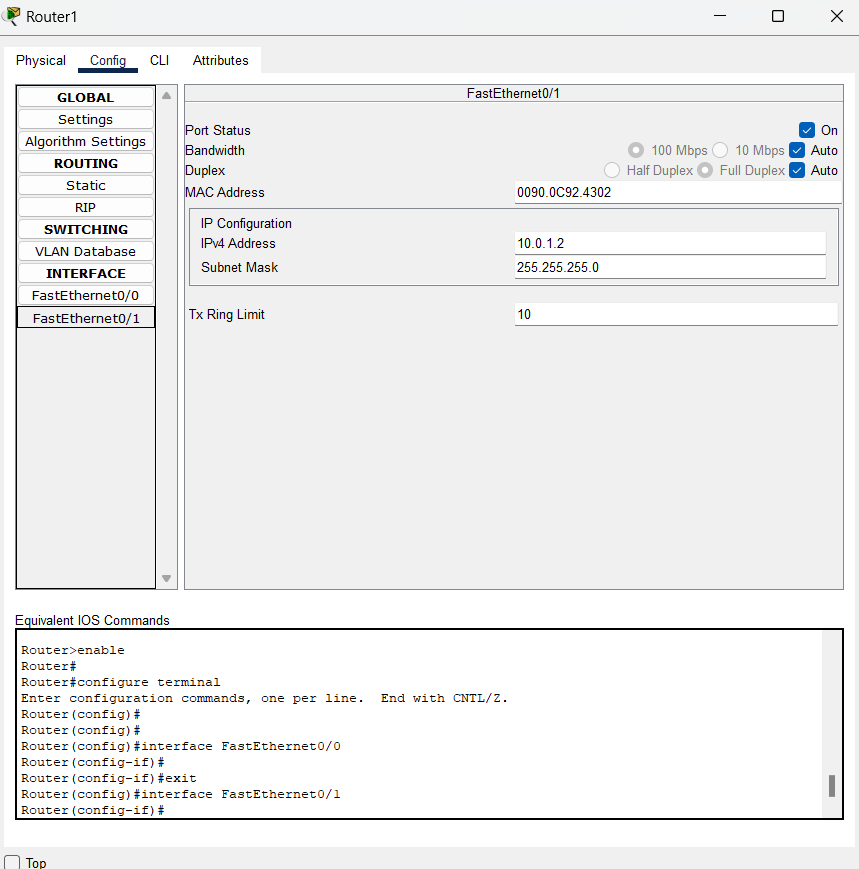 Router1
Physical Config CLI Attributes
GLOBAL
Settings
Algorithm Settings
ROUTING
Static
RIP
SWITCHING
VLAN Database
INTERFACE
FastEthernet0/0
FastEthernet0/1
FastEthernet0/1
Port Status On
Bandwidth 100 Mbps 10 Mbps Auto
Duplex Half Duplex Full Duplex Auto
MAC Address 0090.0C92.4302
IP Configuration
IPv4 Address 10.0.1.2
Subnet Mask 255.255.255.0
Tx Ring Limit 10
Equivalent IOS Commands
Router>enable
Router#
Router#configure terminal
Enter configuration commands, one per line.  End with CNTL/Z.
Router(config)#
Router(config)#
Router(config)#interface FastEthernet0/0
Router(config-if)#
Router(config-if)#exit
Router(config)#interface FastEthernet0/1
Router(config-if)#
Top